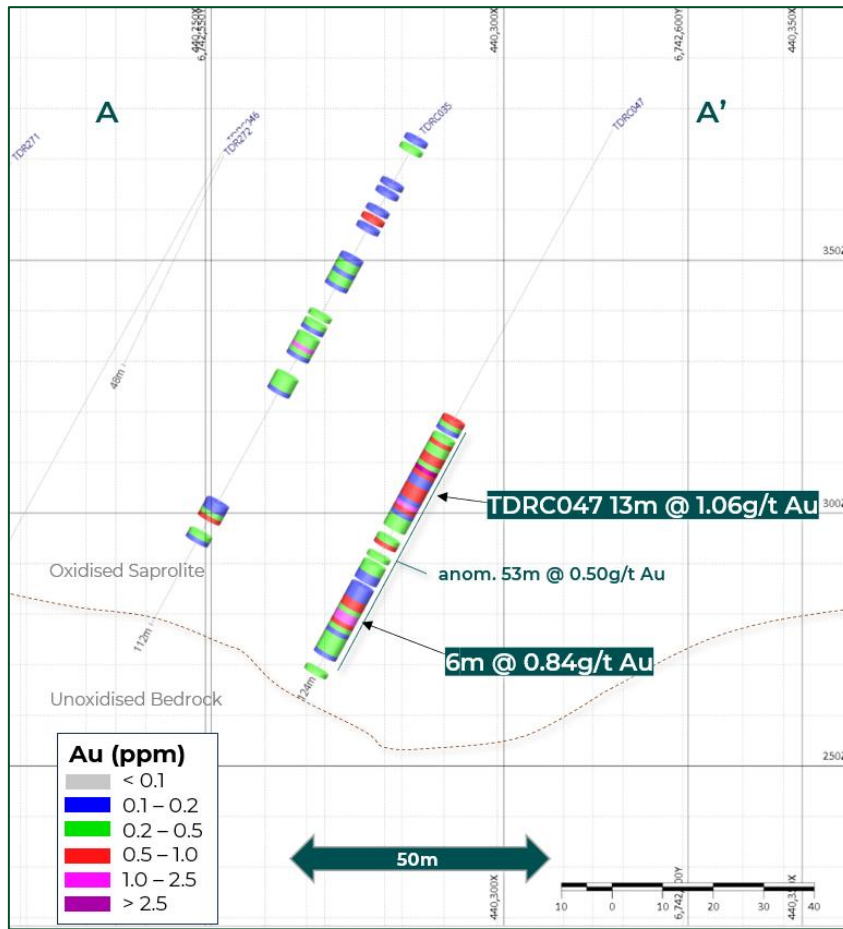 440,250X
6,742,550Y
440,300X
6,742,600Y
440,350X
A
A’
TDR271
TDRC046
TDR272
TDRC035
TDRC047
350Z
48m
TDRC047 13m @ 1.06g/t Au
300Z
anom. 53m @ 0.50g/t Au
Oxidised Saprolite
112m
6m @ 0.84g/t Au
124m
Unoxidised Bedrock
250Z
Au (ppm)
< 0.1
0.1 – 0.2
0.2 – 0.5
0.5 – 1.0
1.0 – 2.5
> 2.5
50m
440,300X
10
0
10
20
30
40